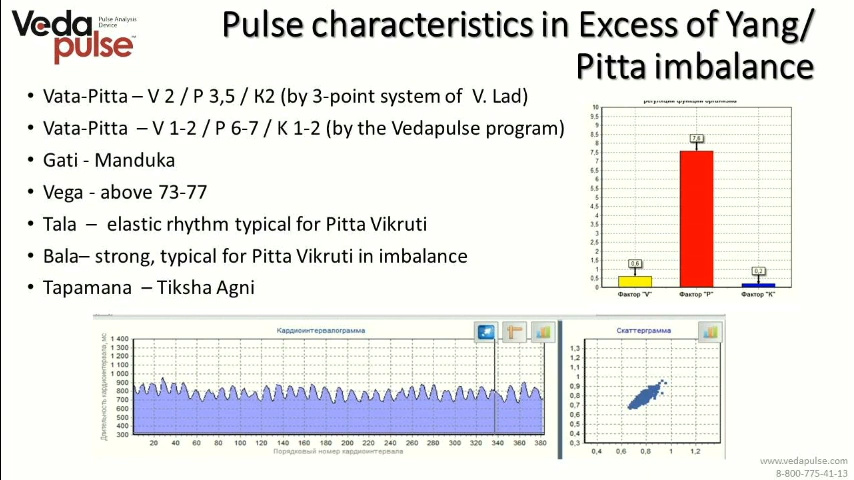 Veda pulse™
Pulse Analysis
Device
Pulse characteristics in Excess of Yang/
Pitta imbalance
• Vata-Pitta – V 2 / P 3,5 / K2 (by 3-point system of V. Lad)
• Vata-Pitta – V 1-2 / P 6-7 / K 1-2 (by the Vedapulse program)
• Gati - Manduka
• Vega - above 73-77
• Tala – elastic rhythm typical for Pitta Vikruti
• Bala– strong, typical for Pitta Vikruti in imbalance
• Tapamana – Tiksha Agni
10
9,5
9
8,5
8
7,5
7
6,5
6
5,5
5
4,5
4
3,5
3
2,5
2
1,5
1
0,5
0
0,6
7,6
0,2
Фактор "V" Фактор "P" Фактор "K"
Кардиоинтервалограмма
Длительность кардиоинтервала, мс
1 400
1 300
1 200
1 100
1 000
900
800
700
600
500
400
300
20 40 60 80 100 120 140 160 180 200 220 240 260 280 300 320 340 360 380
Порядковый номер кардиоинтервала
Скаттерграмма
1,3
1,2
1,1
1
0,9
0,8
0,7
0,6
0,5
0,4
0,3
0,4 0,6 0,8 1 1,2
www.vedapulse.com
8-800-775-41-13